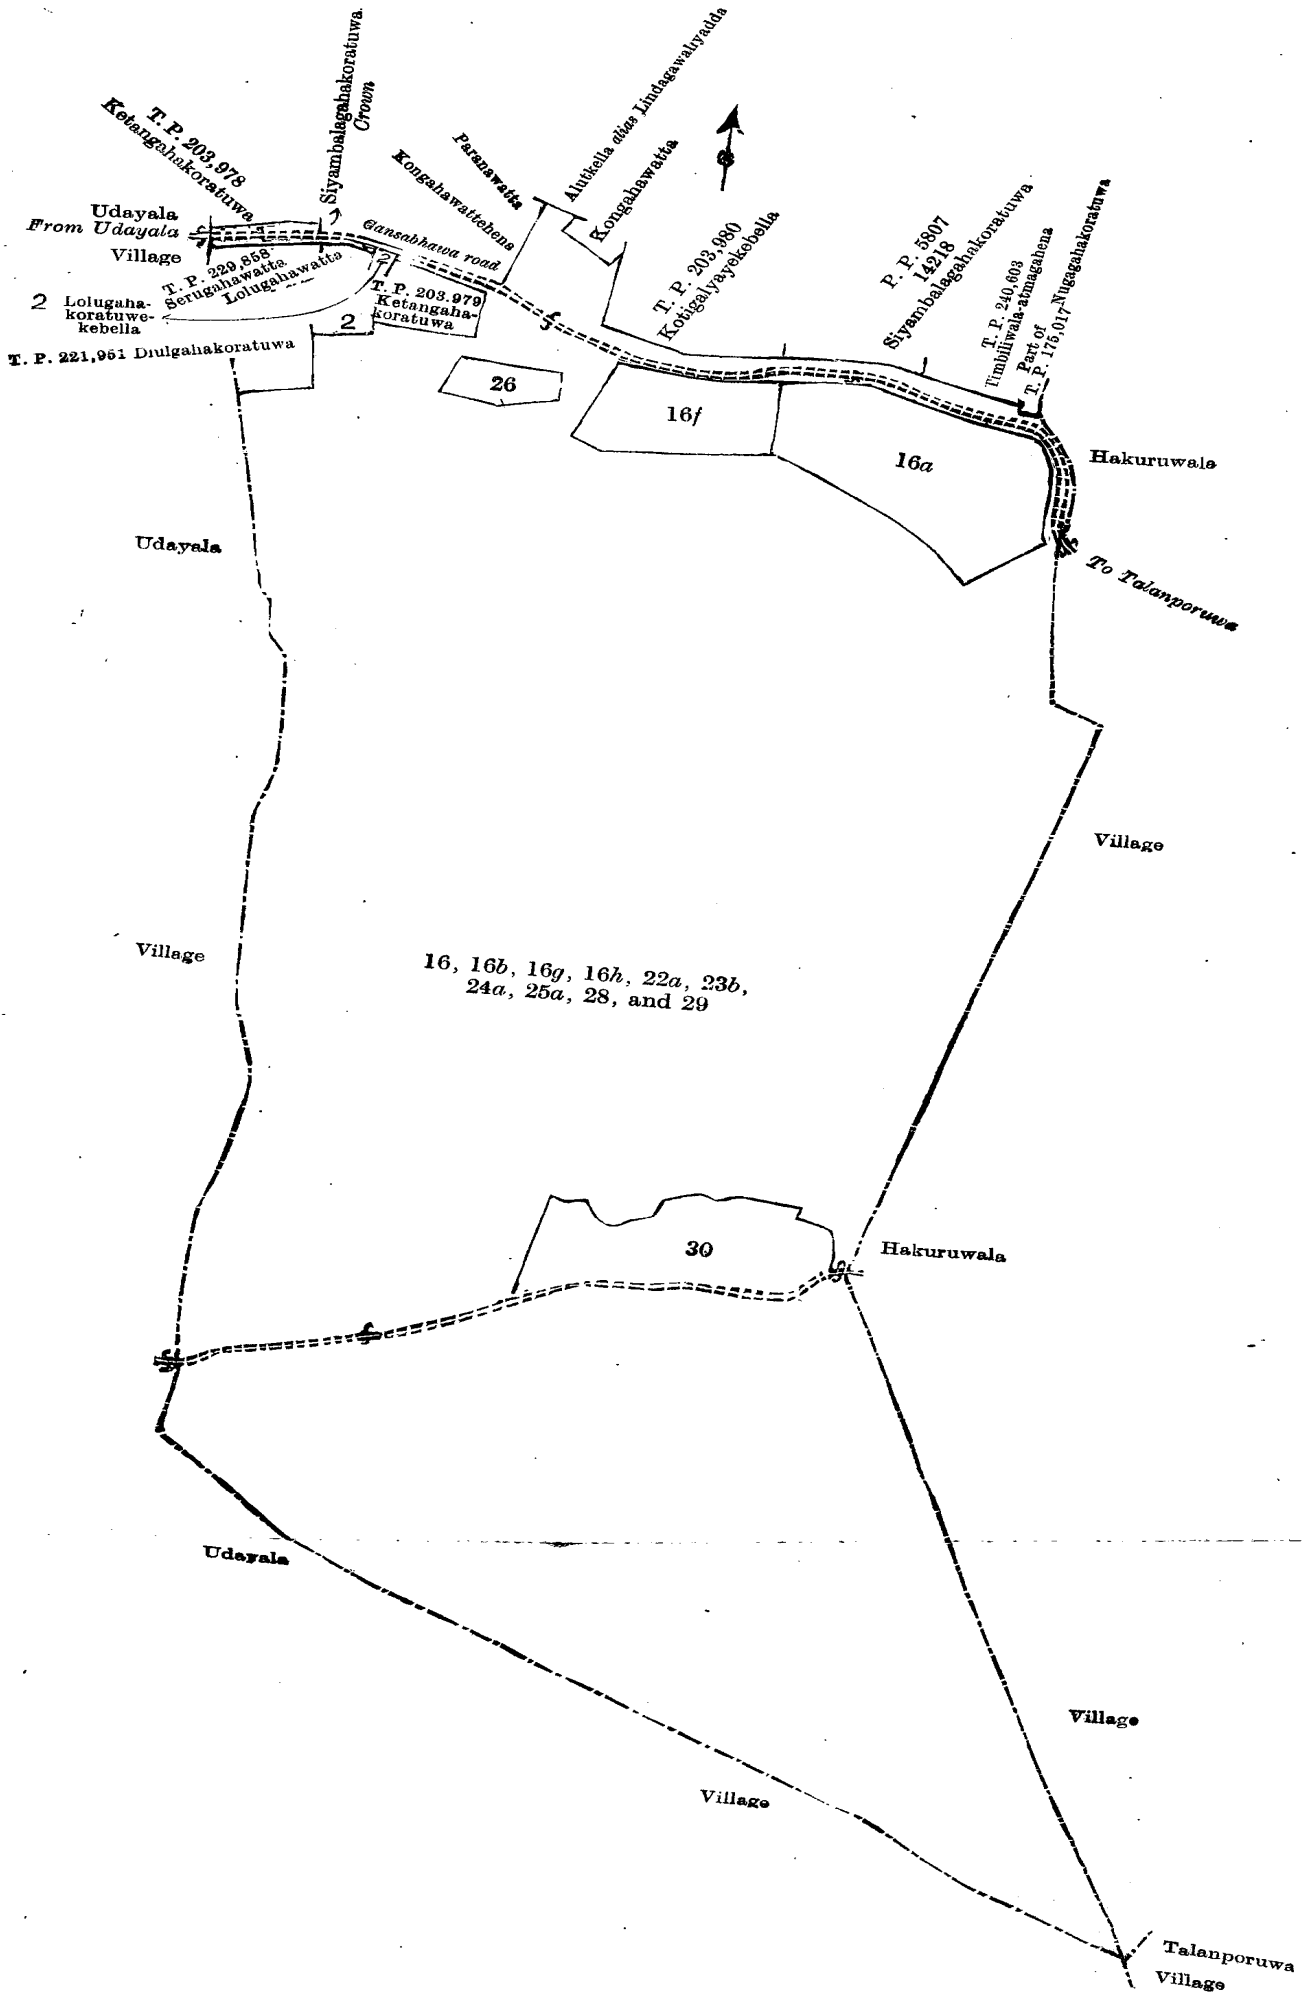 Siyambalagahakoratuwa.
Crown
T. P. 203,978
Ketangahakoratuwa
Alutkella alias Lindagawaliyadda
Paranawatta
Kongahawattehena
Kongahawatta
T. P. 203,980
Kotigalyayekebella
P. P. 5807
14218
Siyambalagahakoratuwa
T. P. 240,603
Timbiliwala-atmagahena
Part of
T. P. 175,017 Nugagahakoratuwa
Udayala
From Udayala
Village
Gansabhawa road
T. P. 229,858
Serugahawatta
Lolugahawatta
2
2 Lolugaha-
koratuwe-
kebella
T. P. 203.979
Ketangaha-
koratuwa
2
T. P. 221,951 Diulgahakoratuwa
26
16f
16a
Hakuruwala
Udayala
To Talanporuwa
Village
Village
16, 16b, 16g, 16h, 22a, 23b,
24a, 25a, 28, and 29
30
Hakuruwala
Udayala
Village
Village
Talanporuwa
Village